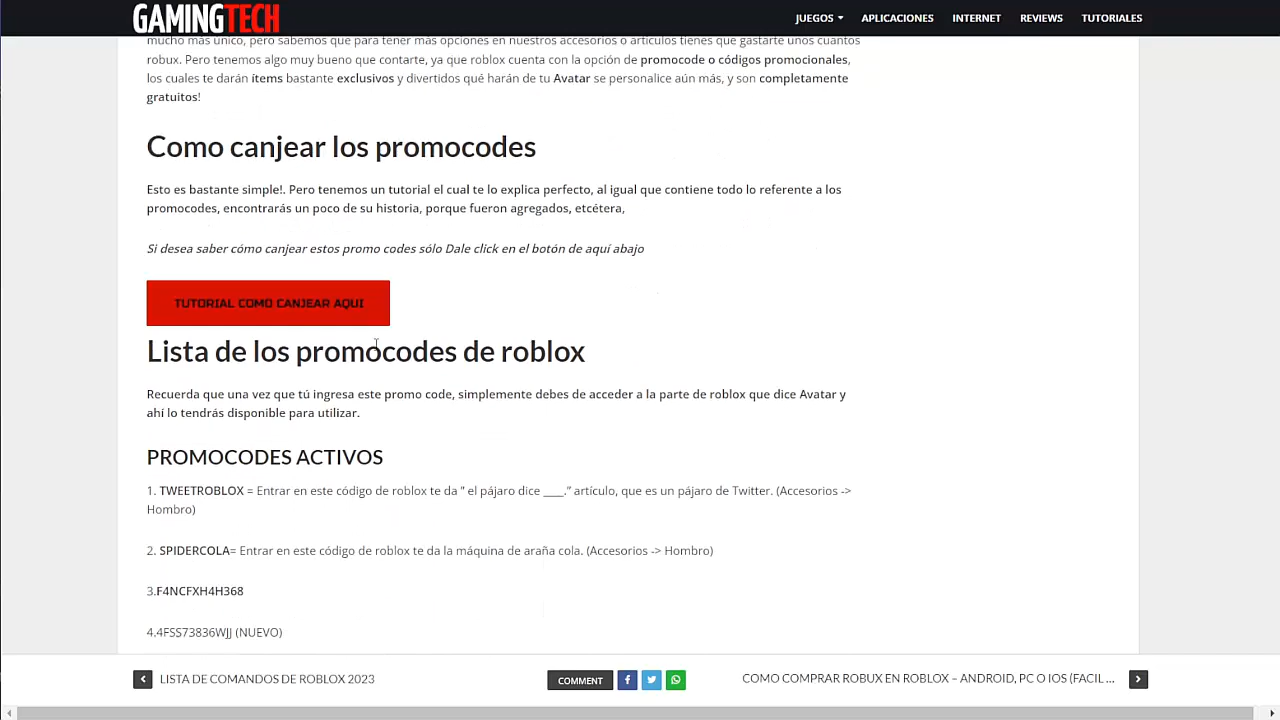 GAMINGTECH
JUEGOS
APLICACIONES
INTERNET
REVIEWS
TUTORIALES
mucho más único, pero sabemos que para tener más opciones en nuestros accesorios o artículos tienes que gastarte unos cuantos
robux. Pero tenemos algo muy bueno que contarte, ya que roblox cuenta con la opción de promocode o códigos promocionales,
los cuales te darán ítems bastante exclusivos y divertidos qué harán de tu Avatar se personalice aún más, y son completamente
gratuitos!
Como canjear los promocodes
Esto es bastante simple!. Pero tenemos un tutorial el cual te lo explica perfecto, al igual que contiene todo lo referente a los
promocodes, encontrarás un poco de su historia, porque fueron agregados, etcétera,
Si desea saber cómo canjear estos promo codes sólo Dale click en el botón de aquí abajo
TUTORIAL COMO CANJEAR AQUI
Lista de los promocodes de roblox
Recuerda que una vez que tú ingresa este promo code, simplemente debes de acceder a la parte de roblox que dice Avatar y
ahí lo tendrás disponible para utilizar.
PROMOCODES ACTIVOS
1. TWEETROBLOX = Entrar en este código de roblox te da " el pájaro dice ____." artículo, que es un pájaro de Twitter. (Accesorios ->
Hombro)
2. SPIDERCOLA= Entrar en este código de roblox te da la máquina de araña cola. (Accesorios -> Hombro)
3.F4NCFXH4H368
4.4FSS73836WJJ (NUEVO)
LISTA DE COMANDOS DE ROBLOX 2023
COMMENT
COMO COMPRAR ROBUX EN ROBLOX – ANDROID, PC O IOS (FACIL ...